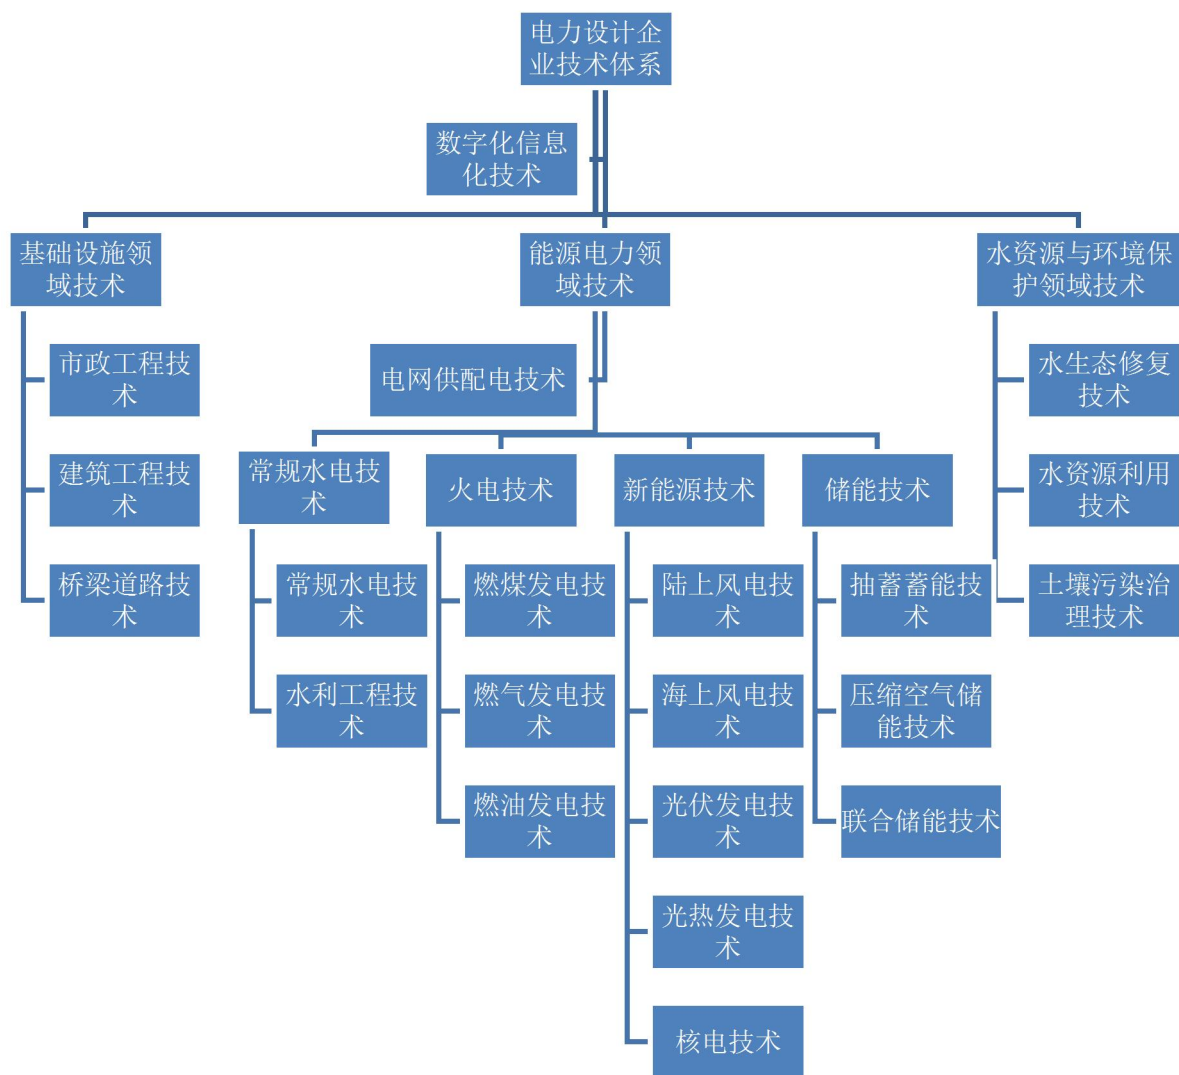 电力设计企
业技术体系
数字化信息
化技术
基础设施领
域技术
能源电力领
域技术
水资源与环境保
护领域技术
市政工程技
术
电网供配电技术
水生态修复
技术
常规水电技
术
火电技术
新能源技术
储能技术
建筑工程技
术
水资源利用
技术
桥梁道路技
术
常规水电技
术
燃煤发电技
术
陆上风电技
术
抽蓄蓄能技
术
土壤污染治
理技术
水利工程技
术
燃气发电技
术
海上风电技
术
压缩空气储
能技术
燃油发电技
术
光伏发电技
术
联合储能技术
光热发电技
术
核电技术